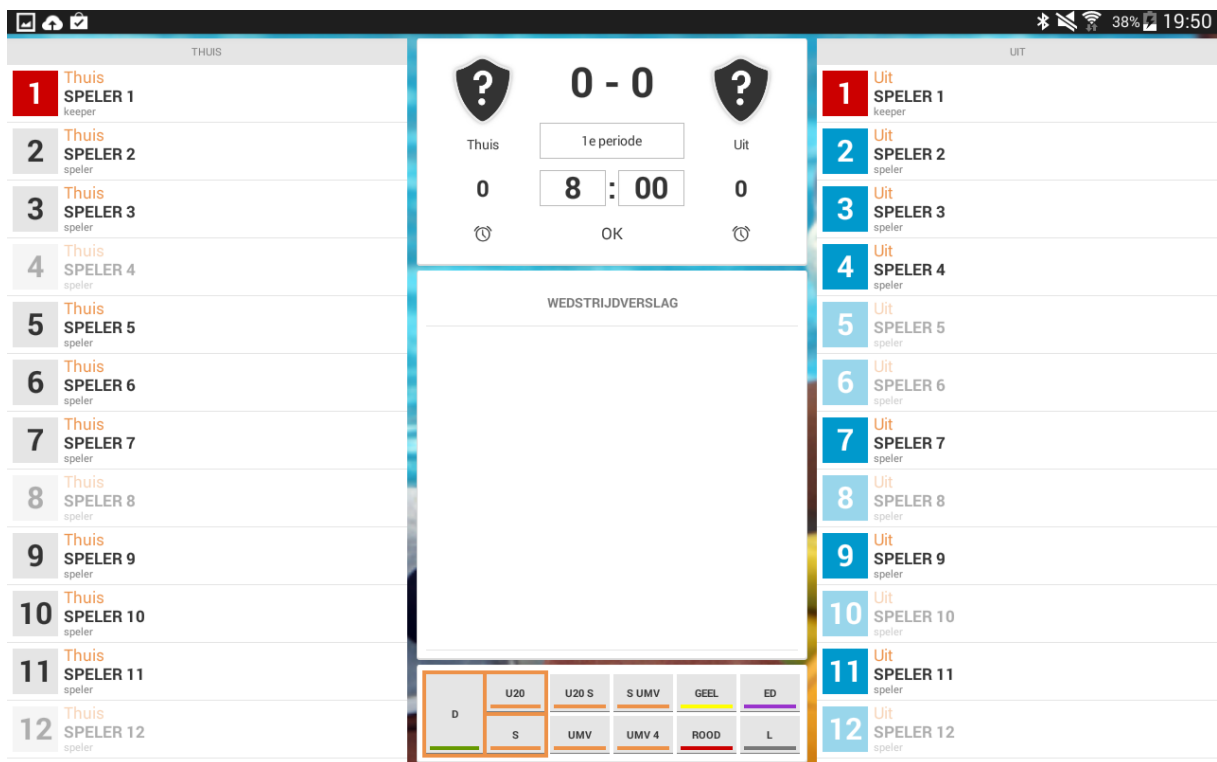 38% 19:50
THUIS
1 Thuis
SPELER 1
keeper
2 Thuis
SPELER 2
speler
3 Thuis
SPELER 3
speler
4 Thuis
SPELER 4
speler
5 Thuis
SPELER 5
speler
6 Thuis
SPELER 6
speler
7 Thuis
SPELER 7
speler
8 Thuis
SPELER 8
speler
9 Thuis
SPELER 9
speler
10 Thuis
SPELER 10
speler
11 Thuis
SPELER 11
speler
12 Thuis
SPELER 12
speler
? 0 - 0 ?
Thuis 1e periode Uit
0 8 : 00 0
OK
WEDSTRIJDVERSLAG
D U20 U20 S S UMV GEEL ED
S UMV UMV 4 ROOD L
UIT
1 Uit
SPELER 1
keeper
2 Uit
SPELER 2
speler
3 Uit
SPELER 3
speler
4 Uit
SPELER 4
speler
5 Uit
SPELER 5
speler
6 Uit
SPELER 6
speler
7 Uit
SPELER 7
speler
8 Uit
SPELER 8
speler
9 Uit
SPELER 9
speler
10 Uit
SPELER 10
speler
11 Uit
SPELER 11
speler
12 Uit
SPELER 12
speler